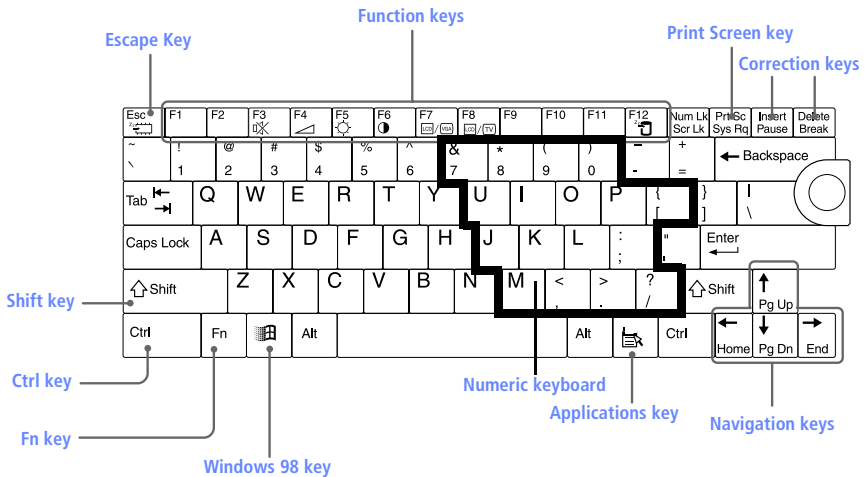 Function keys
Escape Key
Print Screen key
Correction keys
Esc F1 F2 F3 F4 F5 F6 F7 F8 F9 F10 F11 F12 Num Lk Prt Sc Insert Delete
LCD / VGA LCD / TV Scr Lk Sys Rq Pause Break
~ ! @ # $ % ^ & * ( ) _ +
` 1 2 3 4 5 6 7 8 9 0 - = Backspace
Tab Q W E R T Y U I O P { [ } ] | \
Caps Lock A S D F G H J K L : ; " ' Enter
Shift Z X C V B N M < , > . ? / Shift Pg Up
Ctrl Fn Alt Alt Ctrl Home Pg Dn End
Shift key
Ctrl key
Numeric keyboard
Applications key
Navigation keys
Fn key
Windows 98 key